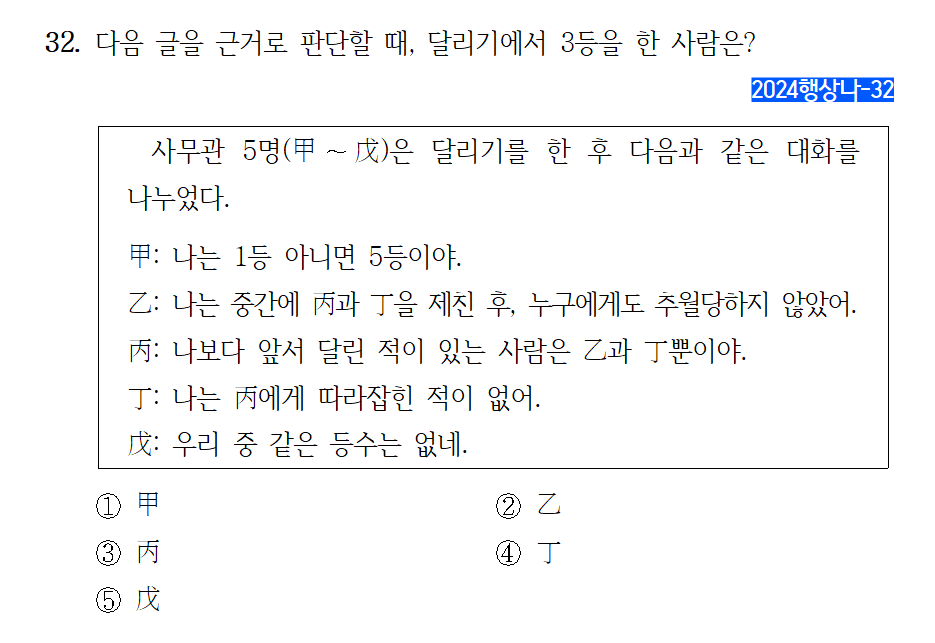 32. 다음 글을 근거로 판단할 때, 달리기에서 3등을 한 사람은?
2024행상나-32
사무관 5명(甲 ~ 戊)은 달리기를 한 후 다음과 같은 대화를
나누었다.
甲: 나는 1등 아니면 5등이야.
乙: 나는 중간에 丙과 丁을 제친 후, 누구에게도 추월당하지 않았어.
丙: 나보다 앞서 달린 적이 있는 사람은 乙과 丁뿐이야.
丁: 나는 丙에게 따라잡힌 적이 없어.
戊: 우리 중 같은 등수는 없네.
① 甲 ② 乙
③ 丙 ④ 丁
⑤ 戊